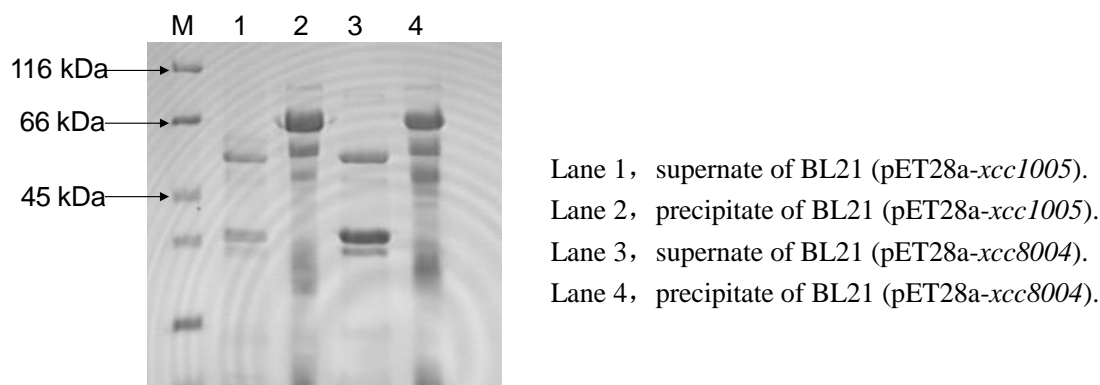 M 1 2 3 4
116 kDa
66 kDa
45 kDa
Lane 1，supernate of BL21 (pET28a-xcc1005).
Lane 2，precipitate of BL21 (pET28a-xcc1005).
Lane 3，supernate of BL21 (pET28a-xcc8004).
Lane 4，precipitate of BL21 (pET28a-xcc8004).